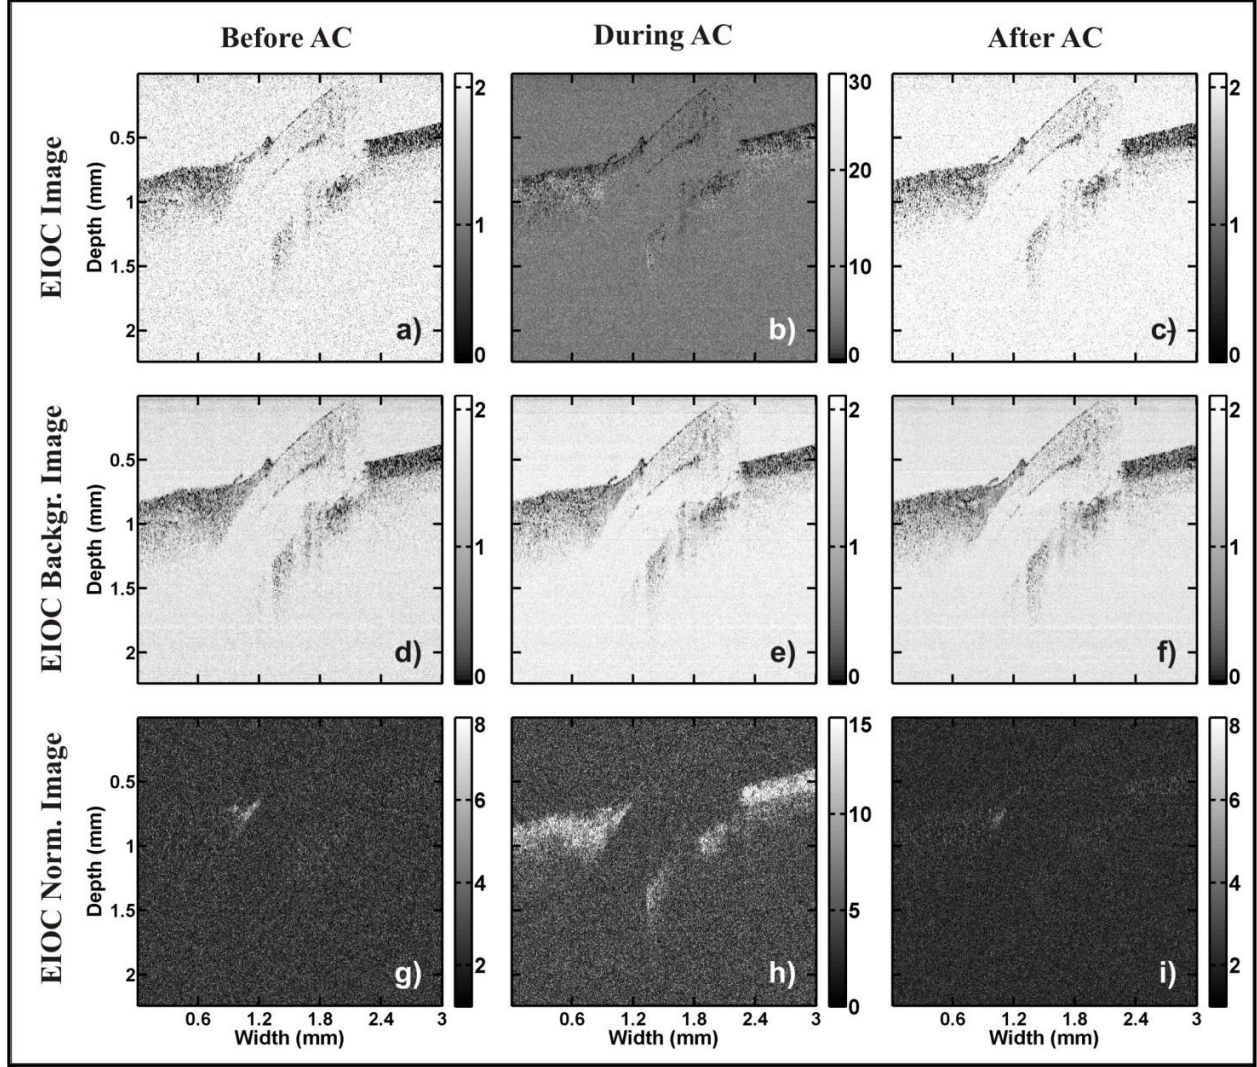 Before AC
During AC
After AC
EIOC Image
Depth (mm)
0.5
1
1.5
2
a)
2
1
0
b)
30
20
10
0
c)
2
1
0
EIOC Backgr. Image
Depth (mm)
0.5
1
1.5
2
d)
2
1
0
e)
2
1
0
f)
2
1
0
EIOC Norm. Image
Depth (mm)
0.5
1
1.5
2
g)
8
6
4
2
h)
15
10
5
0
i)
8
6
4
2
0.6 1.2 1.8 2.4 3
Width (mm)
0.6 1.2 1.8 2.4 3
Width (mm)
0.6 1.2 1.8 2.4 3
Width (mm)